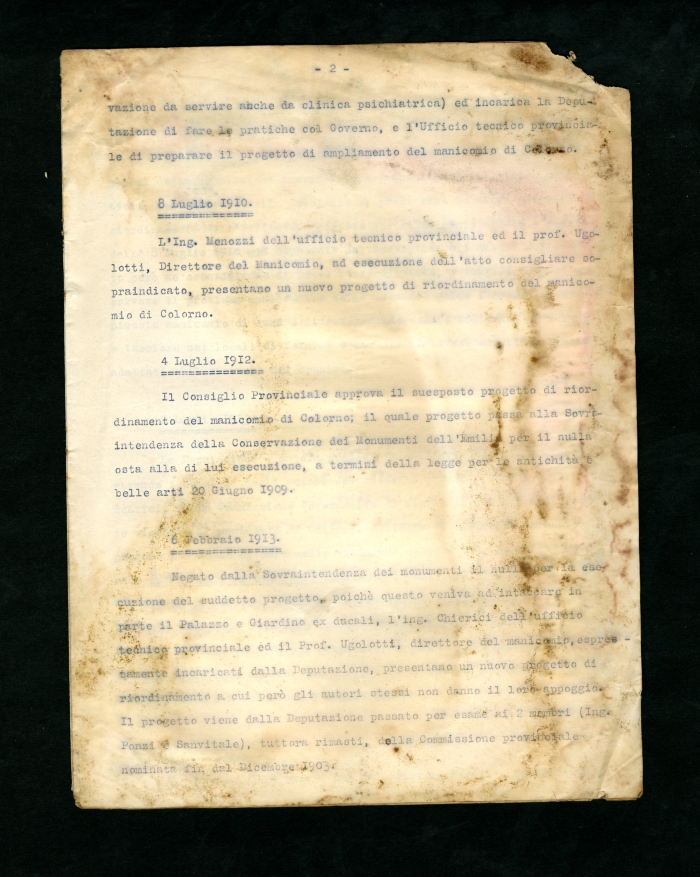 - 2 -
vazione da servire anche da clinica psichiatrica) ed incarica la Depu-
tazione di fare le pratiche col Governo, e l'Ufficio tecnico provincia-
le di preparare il progetto di ampliamento del manicomio di Colorno.
8 Luglio 1910.
L'Ing. Menozzi dell'ufficio tecnico provinciale ed il prof. Ugo-
lotti, Direttore del Manicomio, ad esecuzione dell'atto consigliare so-
praindicato, presentano un nuovo progetto di riordinamento del manico-
mio di Colorno.
4 Luglio 1912.
Il Consiglio Provinciale approva il suesposto progetto di rior-
dinamento del manicomio di Colorno; il quale progetto passa alla Sovra-
intendenza della Conservazione dei Monumenti dell'Emilia per il nulla
osta alla di lui esecuzione, a termini della legge per le antichità e
belle arti 20 Giugno 1909.
6 Febbraio 1913.
Negato dalla Sovraintendenza dei monumenti il nulla per la ese-
cuzione del suddetto progetto, poichè questo veniva ad intaccare in
parte il Palazzo e Giardino ex ducali, l'ing. Chierici dell'ufficio
tecnico provinciale ed il Prof. Ugolotti, direttore del manicomio, espres -
samente incaricati dalla Deputazione, presentano un nuovo progetto di
riordinamento a cui però gli autori stessi non danno il loro appoggio.
Il progetto viene dalla Deputazione passato per esame ai 2 membri (Ing.
Ponzi e Sanvitale), tuttora rimasti, della Commissione provinciale
nominata fin dal Dicembre 1903.